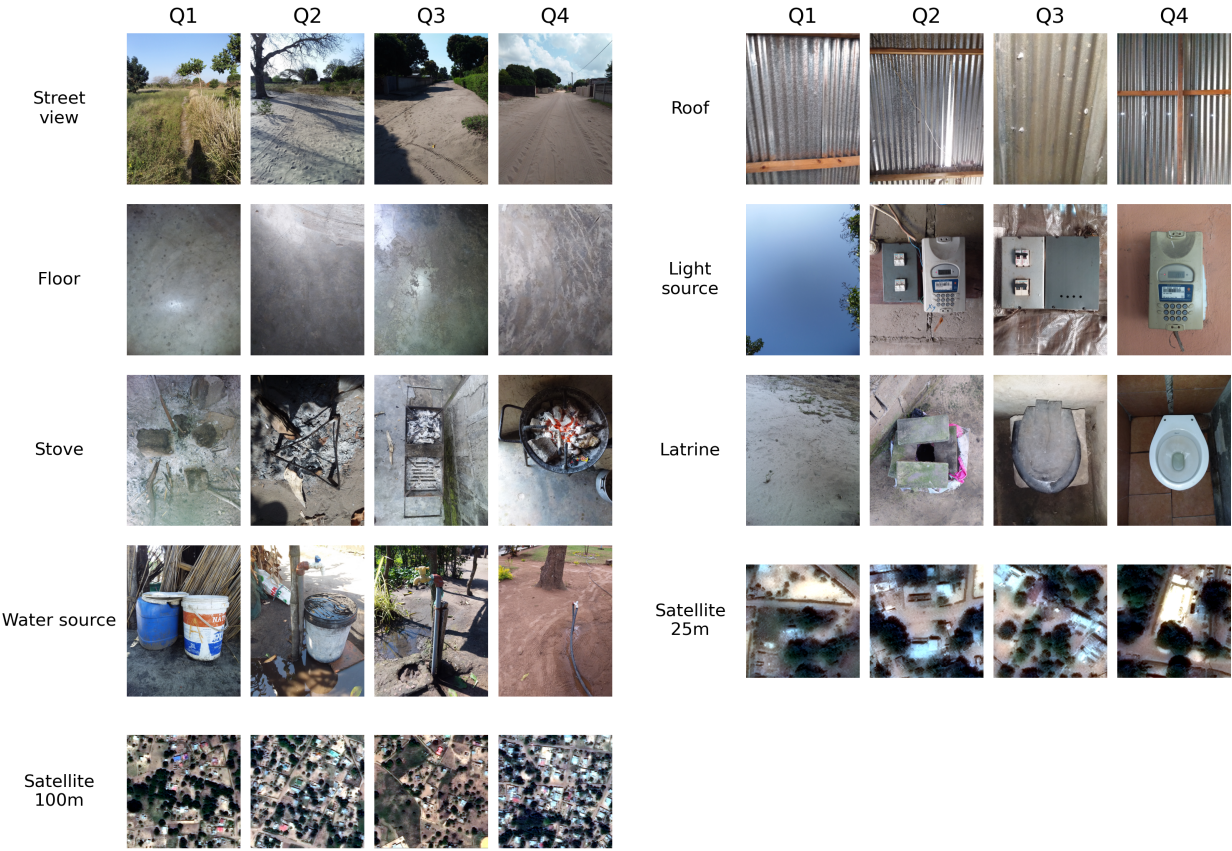 Q1 Q2 Q3 Q4
Street
view
Floor
Stove
Water source
Satellite
100m
Q1 Q2 Q3 Q4
Roof
Light
source
Latrine
Satellite
25m